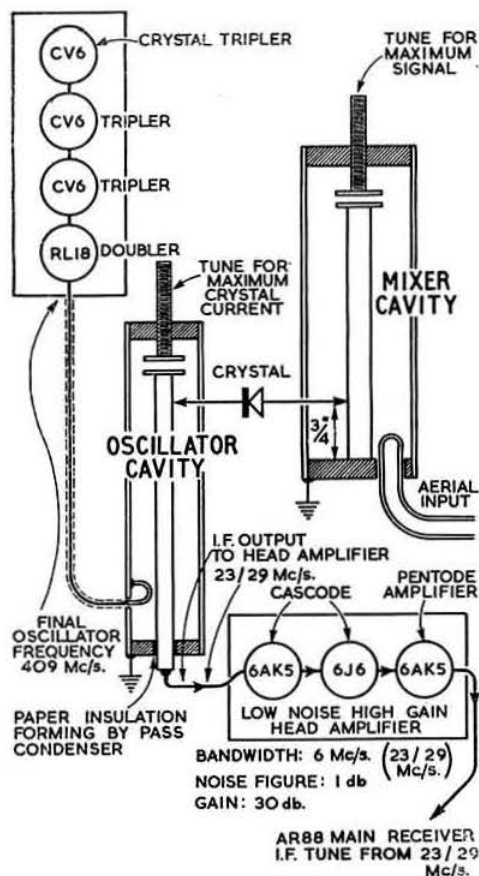 CV6
CRYSTAL TRIPLER
CV6
TRIPLER
CV6
TRIPLER
RL18
DOUBLER
TUNE FOR
MAXIMUM
CRYSTAL
CURRENT
TUNE FOR
MAXIMUM
SIGNAL
MIXER
CAVITY
CRYSTAL
3/4"
OSCILLATOR
CAVITY
AERIAL
INPUT
I.F. OUTPUT
TO HEAD AMPLIFIER
23/29 Mc/s.
FINAL
OSCILLATOR
FREQUENCY
409 Mc/s.
PAPER INSULATION
FORMING BY PASS
CONDENSER
CASCODE
PENTODE
AMPLIFIER
6AK5
6J6
6AK5
LOW NOISE HIGH GAIN
HEAD AMPLIFIER
BANDWIDTH: 6 Mc/s. (23/29 Mc/s.)
NOISE FIGURE: 1 db
GAIN: 30 db.
AR88 MAIN RECEIVER
I.F. TUNE FROM 23/29
Mc/s.